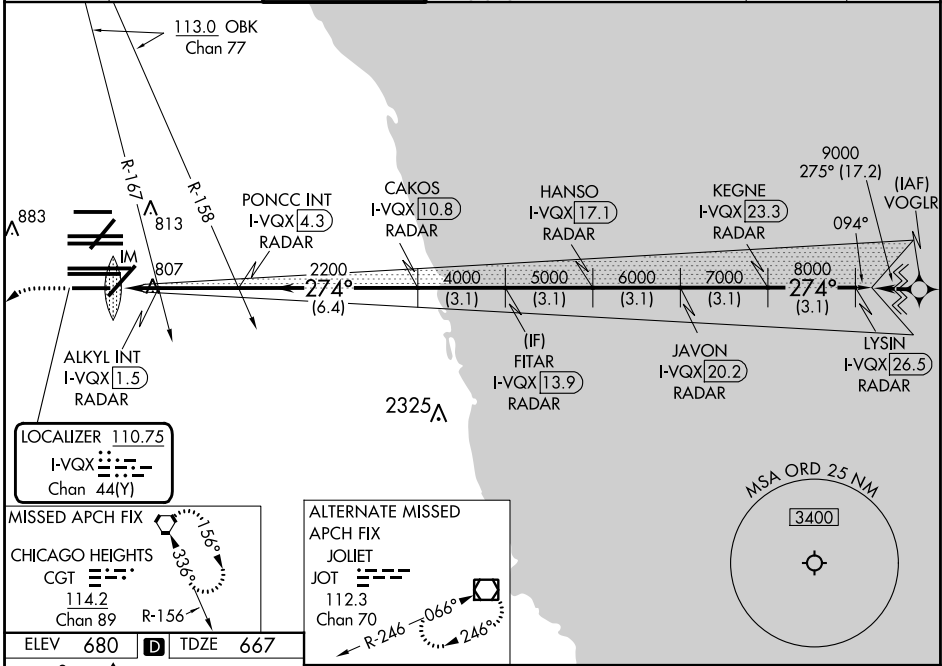 113.0 OBK
Chan 77
R-167
R-158
883
813
807
IM
PONCC INT
I-VQX 4.3
RADAR
CAKOS
I-VQX 10.8
RADAR
HANSO
I-VQX 17.1
RADAR
KEGNE
I-VQX 23.3
RADAR
9000
275° (17.2)
(IAF)
VOGLR
094°
2200
274°
(6.4)
4000
(3.1)
5000
(3.1)
6000
(3.1)
7000
(3.1)
8000
274°
(3.1)
ALKYL INT
I-VQX 1.5
RADAR
(IF)
FITAR
I-VQX 13.9
RADAR
JAVON
I-VQX 20.2
RADAR
LYSIN
I-VQX 26.5
RADAR
2325
LOCALIZER 110.75
I-VQX
Chan 44(Y)
MISSED APCH FIX
CHICAGO HEIGHTS
CGT
114.2
Chan 89
156°
336°
R-156
ALTERNATE MISSED
APCH FIX
JOLIET
JOT
112.3
Chan 70
R-246
066°
246°
MSA ORD 25 NM
3400
ELEV 680 D TDZE 667